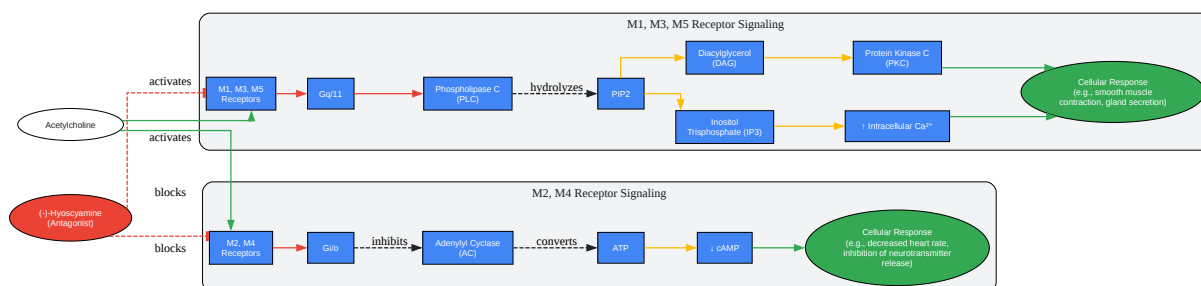 M1, M3, M5 Receptor Signaling
activates
M1, M3, M5
Receptors
Gq/11
Phospholipase C
(PLC)
hydrolyzes
PIP2
Diacylglycerol
(DAG)
Protein Kinase C
(PKC)
Inositol
Trisphosphate (IP3)
↑ Intracellular Ca²⁺
Cellular Response
(e.g., smooth muscle
contraction, gland secretion)
Acetylcholine
activates
blocks
M2, M4 Receptor Signaling
(-)-Hyoscyamine
(Antagonist)
blocks
M2, M4
Receptors
Gi/o
inhibits
Adenylyl Cyclase
(AC)
converts
ATP
↓ cAMP
Cellular Response
(e.g., decreased heart rate,
inhibition of neurotransmitter
release)